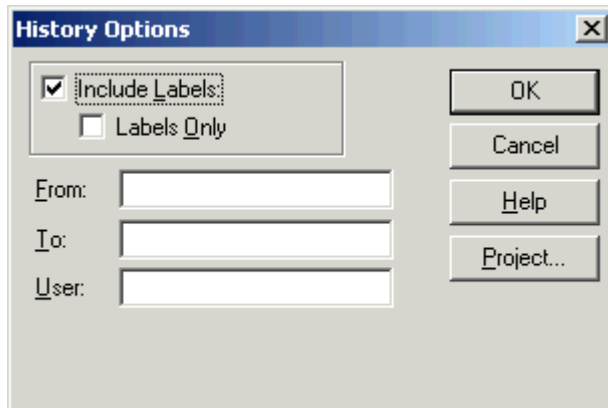 History Options
Include Labels:
Labels Only
OK
Cancel
From:
Help
To:
Project...
User: